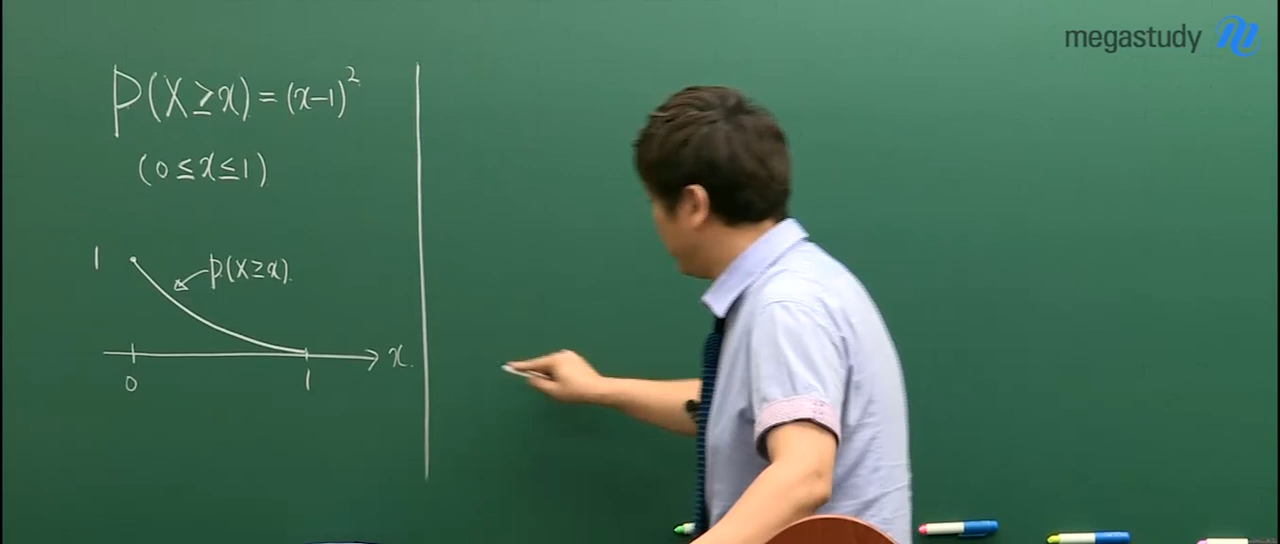 megastudy
P(X≥x)=(x-1)²
(0≤x≤1)
1
P(X≥x).
x.
0
1